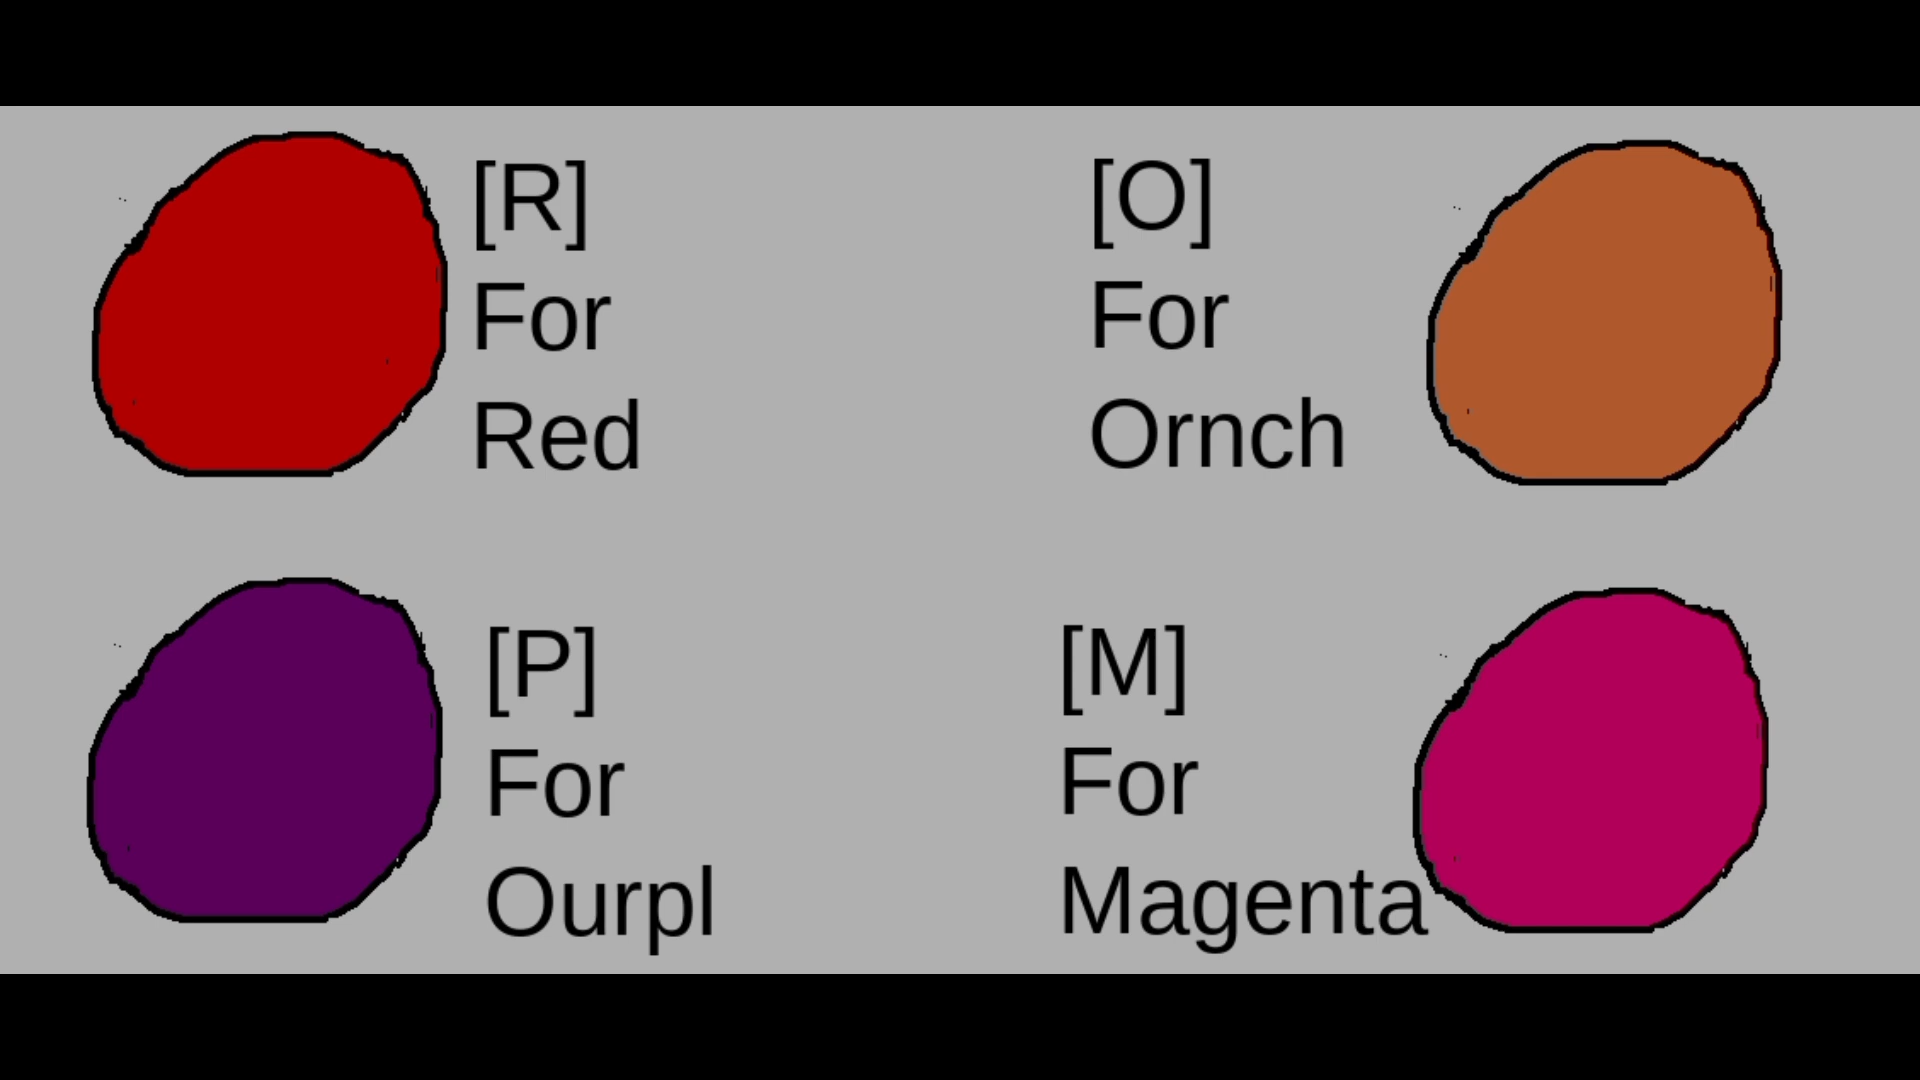 [R]
For
Red
[O]
For
Ornch
[P]
For
Ourpl
[M]
For
Magenta